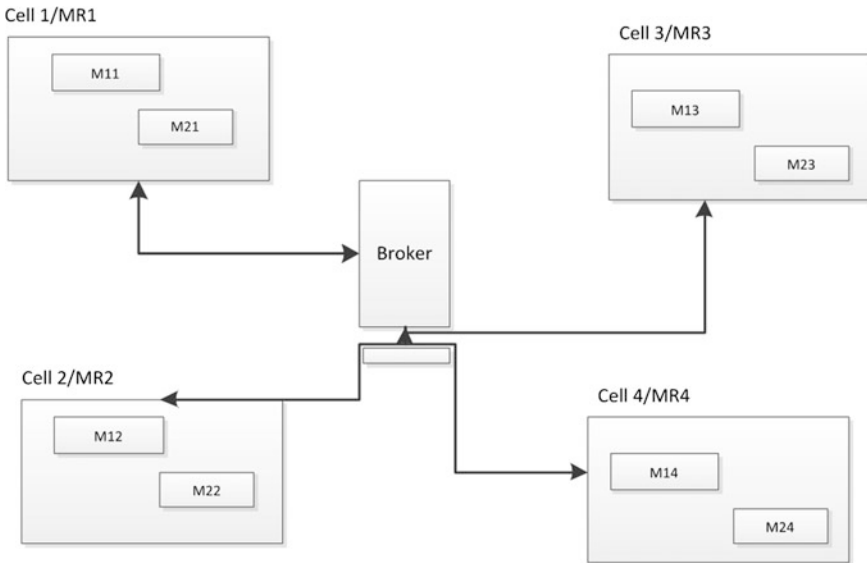 Cell 1/MR1
M11
M21
Cell 3/MR3
M13
M23
Broker
Cell 2/MR2
M12
M22
Cell 4/MR4
M14
M24